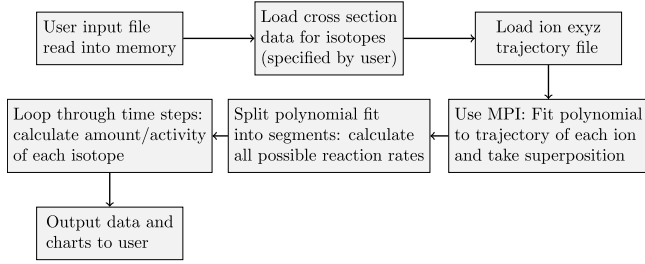 User input file
read into memory
Load cross section
data for isotopes
(specified by user)
Load ion exyz
trajectory file
Use MPI: Fit polynomial
to trajectory of each ion
and take superposition
Split polynomial fit
into segments: calculate
all possible reaction rates
Loop through time steps:
calculate amount/activity
of each isotope
Output data and
charts to user